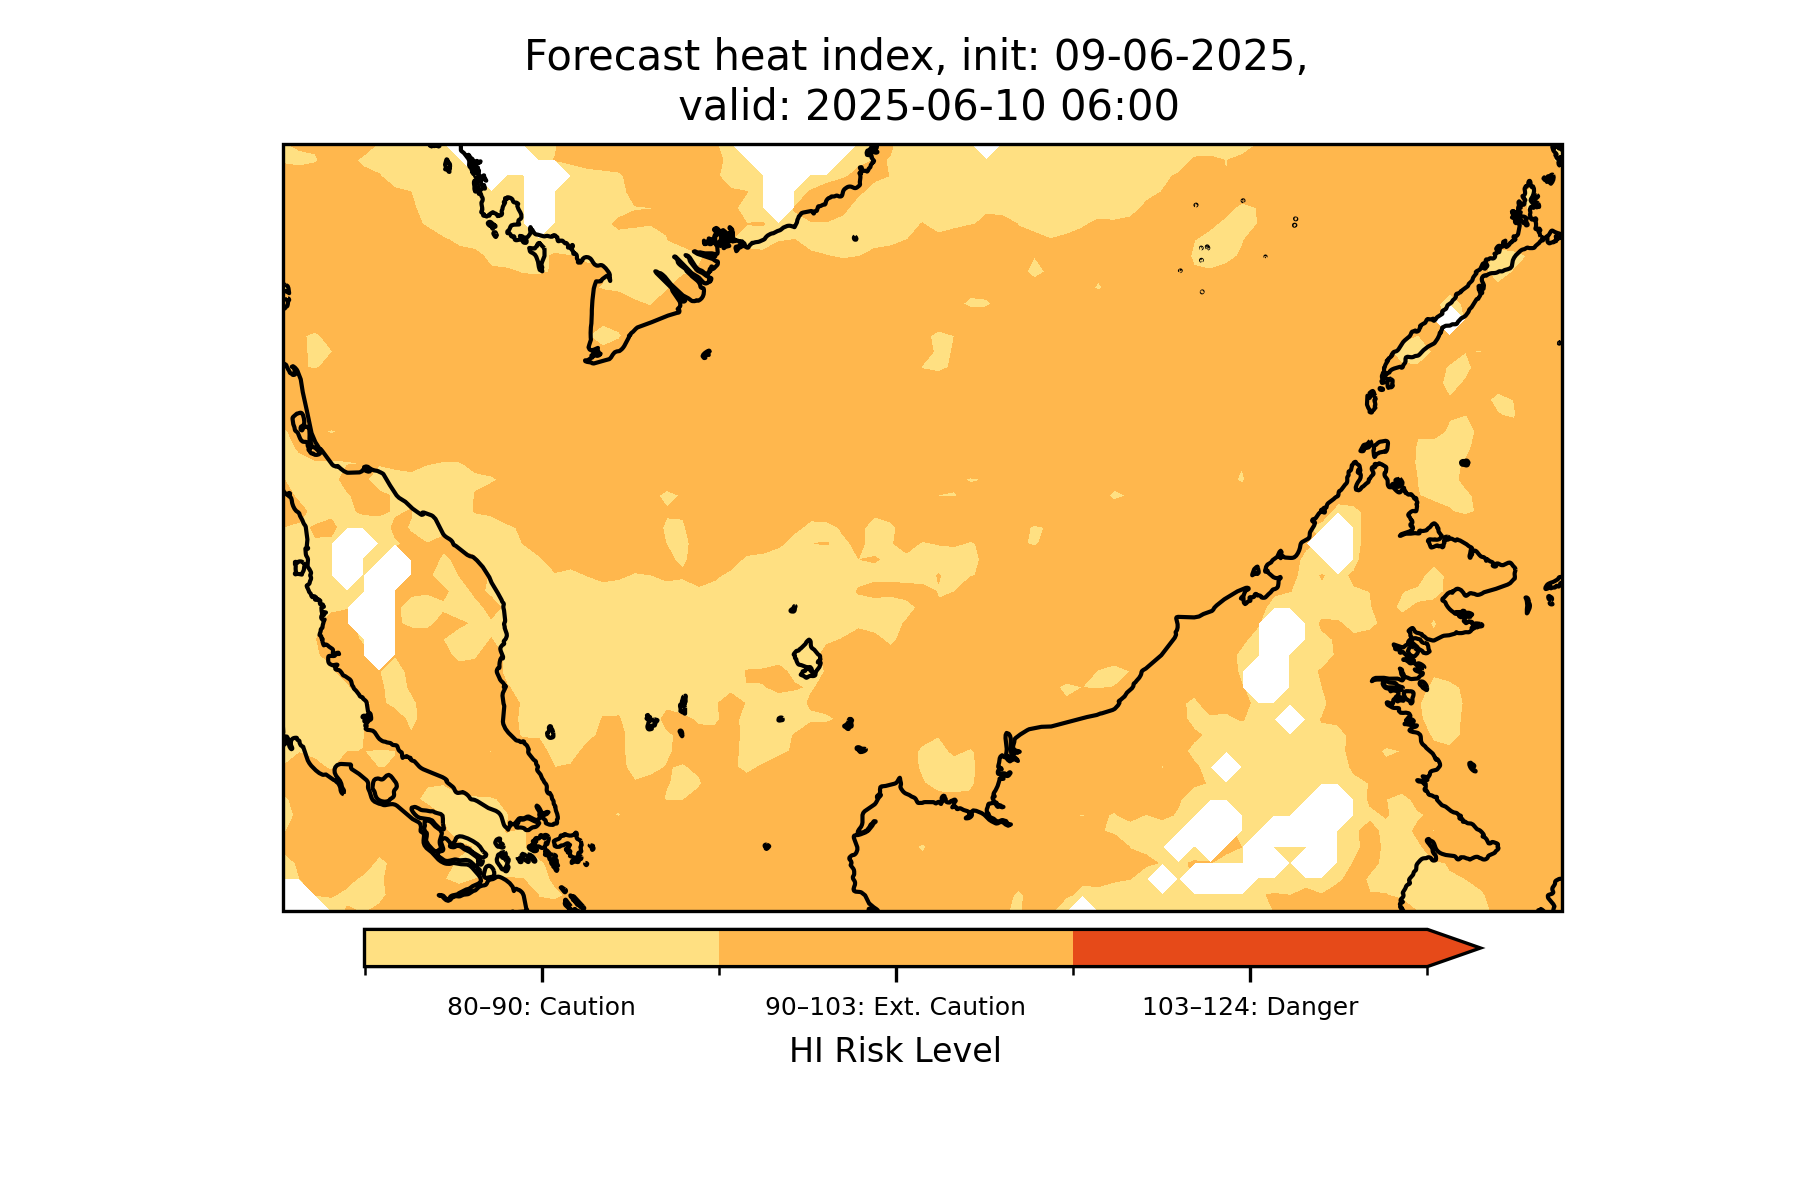 Forecast heat index, init: 09-06-2025,
valid: 2025-06-10 06:00
80–90: Caution
90–103: Ext. Caution
103–124: Danger
HI Risk Level